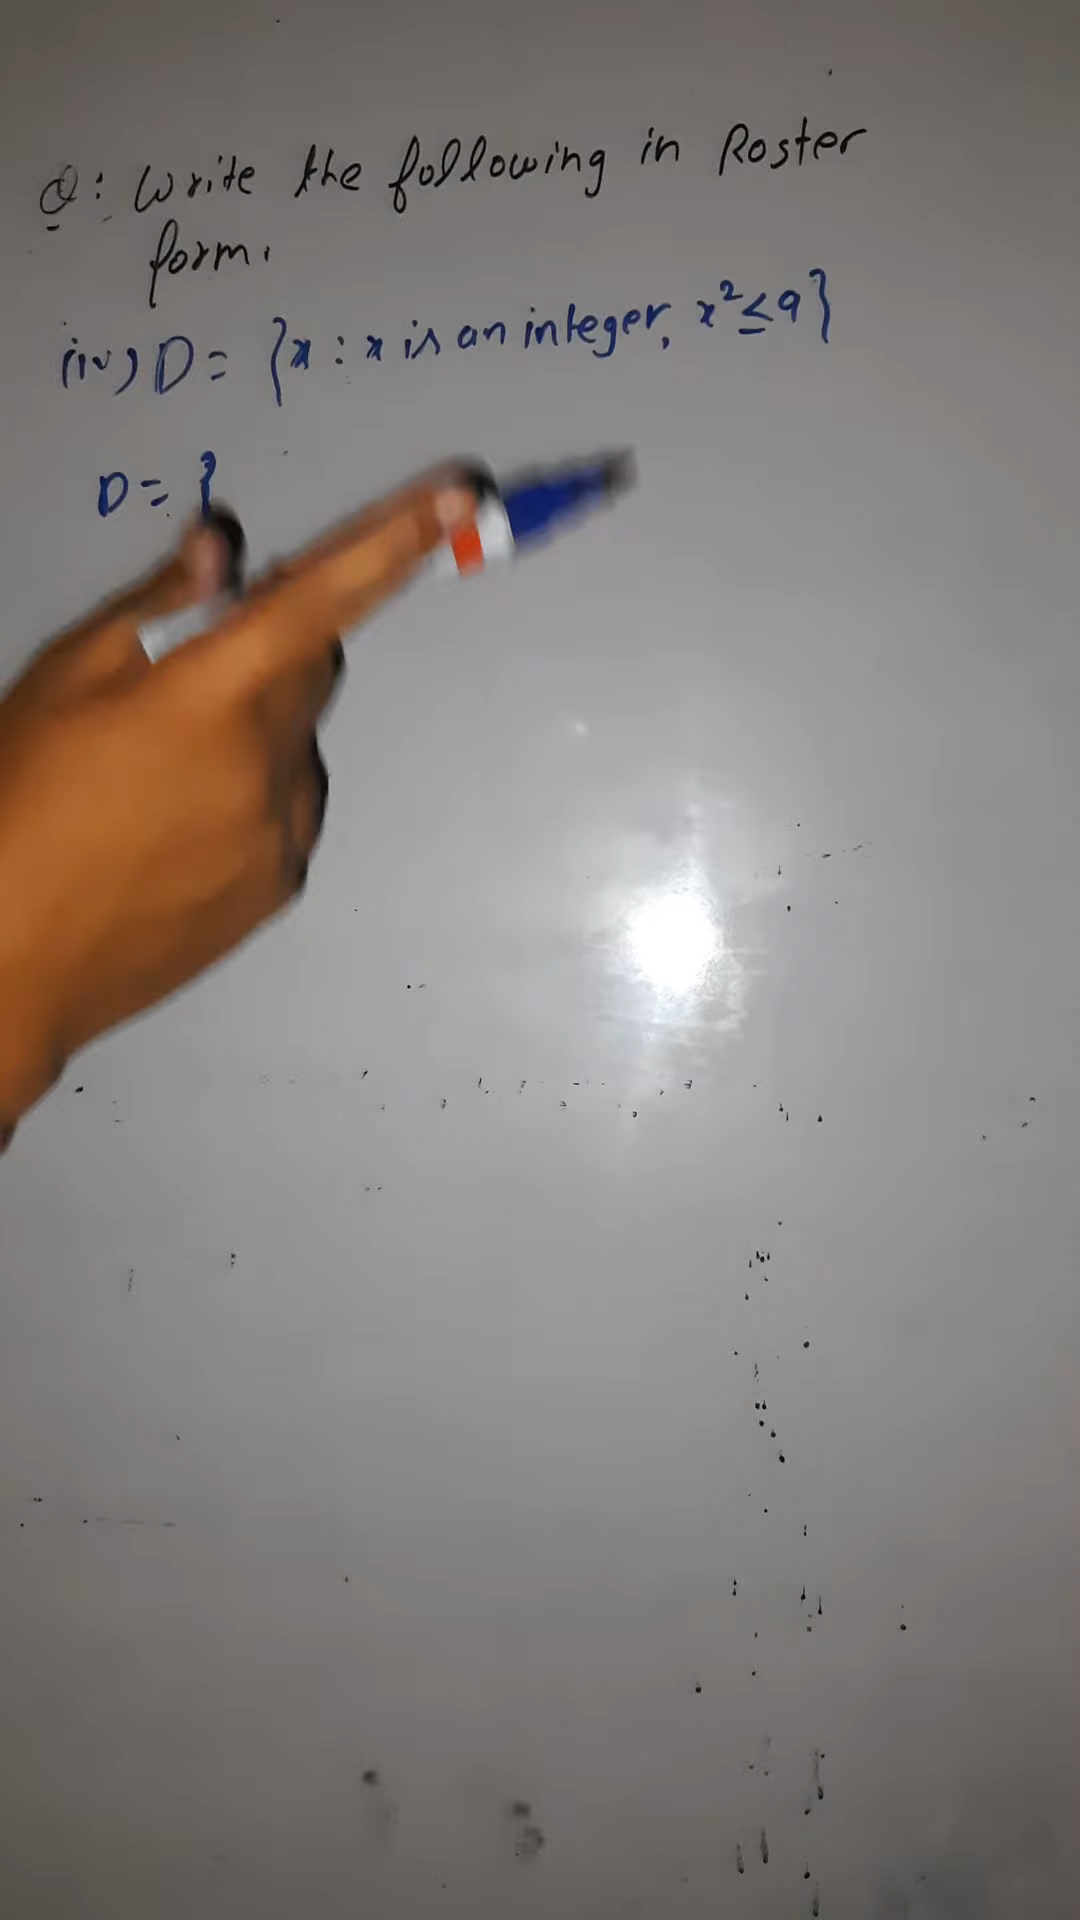 Q: Write the following in Roster
form.
(iv) D = {x : x is an integer, x² ≤ 9}
D = {